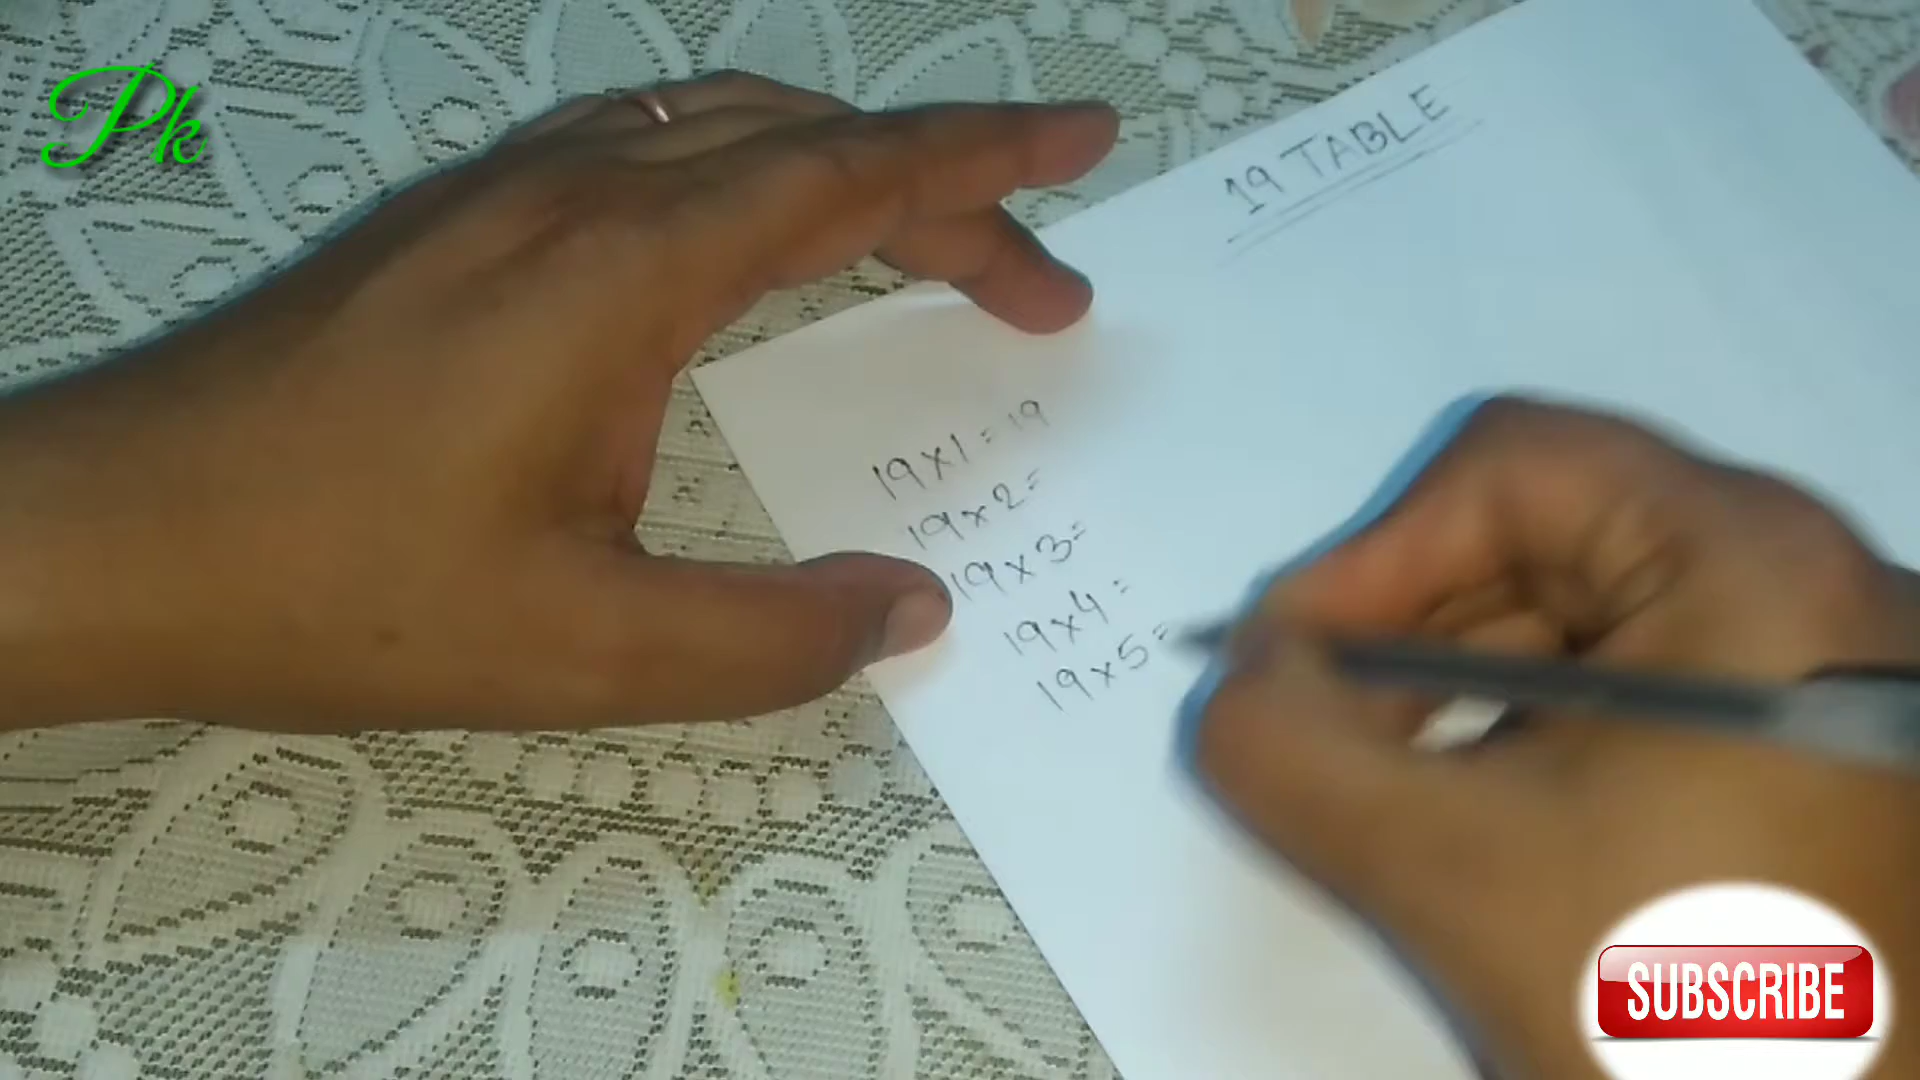 Pk
19 TABLE
19x1=19
19x2=
19x3=
19x4=
19x5=
SUBSCRIBE